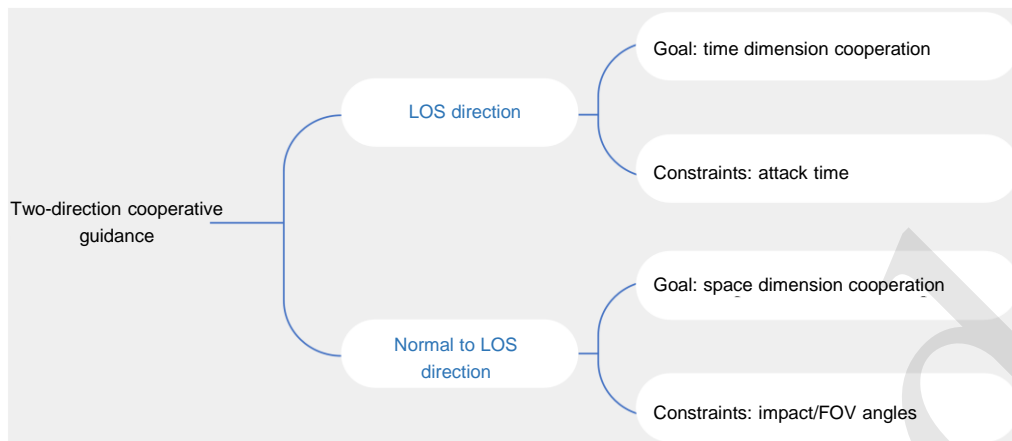 Goal: time dimension cooperation
LOS direction
Constraints: attack time
Two-direction cooperative
guidance
Goal: space dimension cooperation
Normal to LOS
direction
Constraints: impact/FOV angles